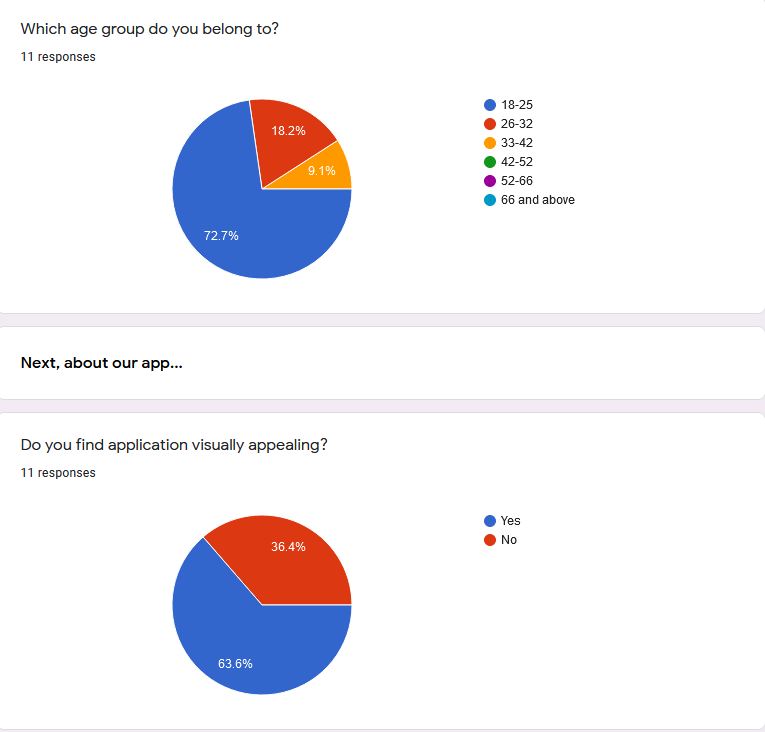 Which age group do you belong to?
11 responses
18-25
26-32
33-42
42-52
52-66
66 and above
18.2%
9.1%
72.7%
Next, about our app...
Do you find application visually appealing?
11 responses
Yes
No
36.4%
63.6%